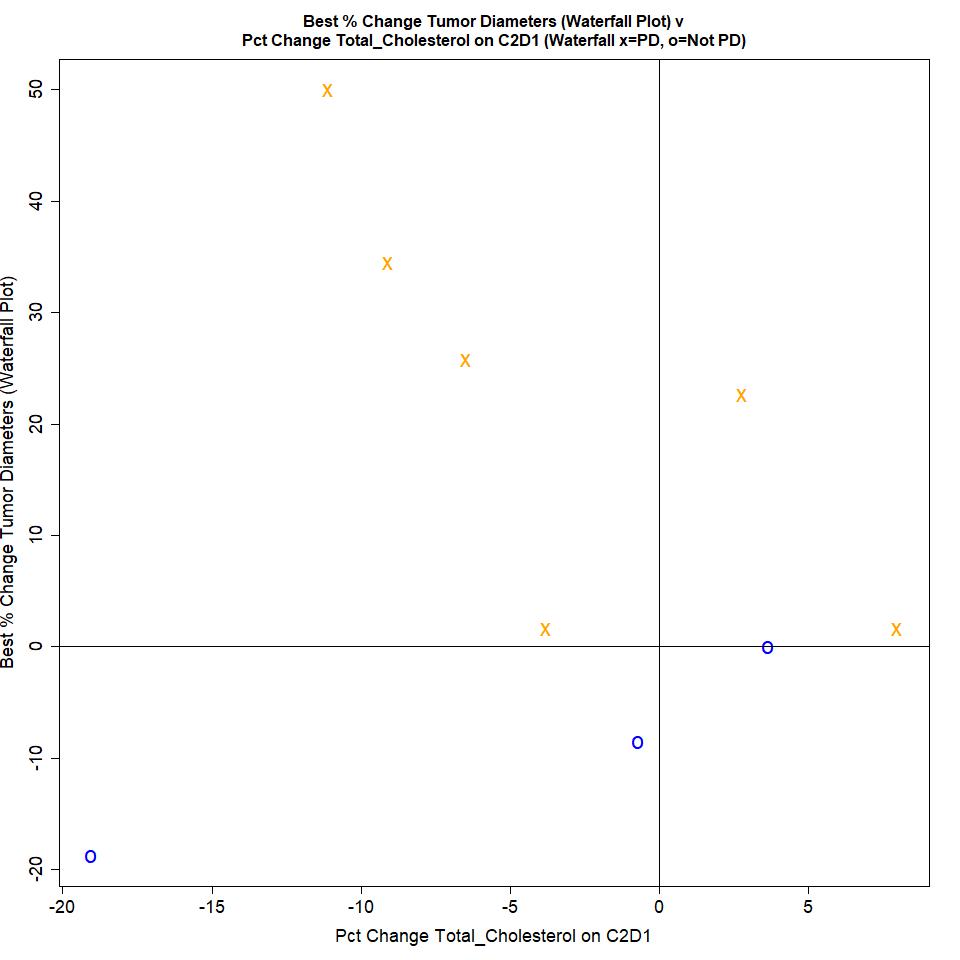 Best % Change Tumor Diameters (Waterfall Plot) v
Pct Change Total_Cholesterol on C2D1 (Waterfall x=PD, o=Not PD)
Best % Change Tumor Diameters (Waterfall Plot)
50
40
30
20
10
0
-10
-20
X
X
X
X
X
X
O
O
O
-20 -15 -10 -5 0 5
Pct Change Total_Cholesterol on C2D1